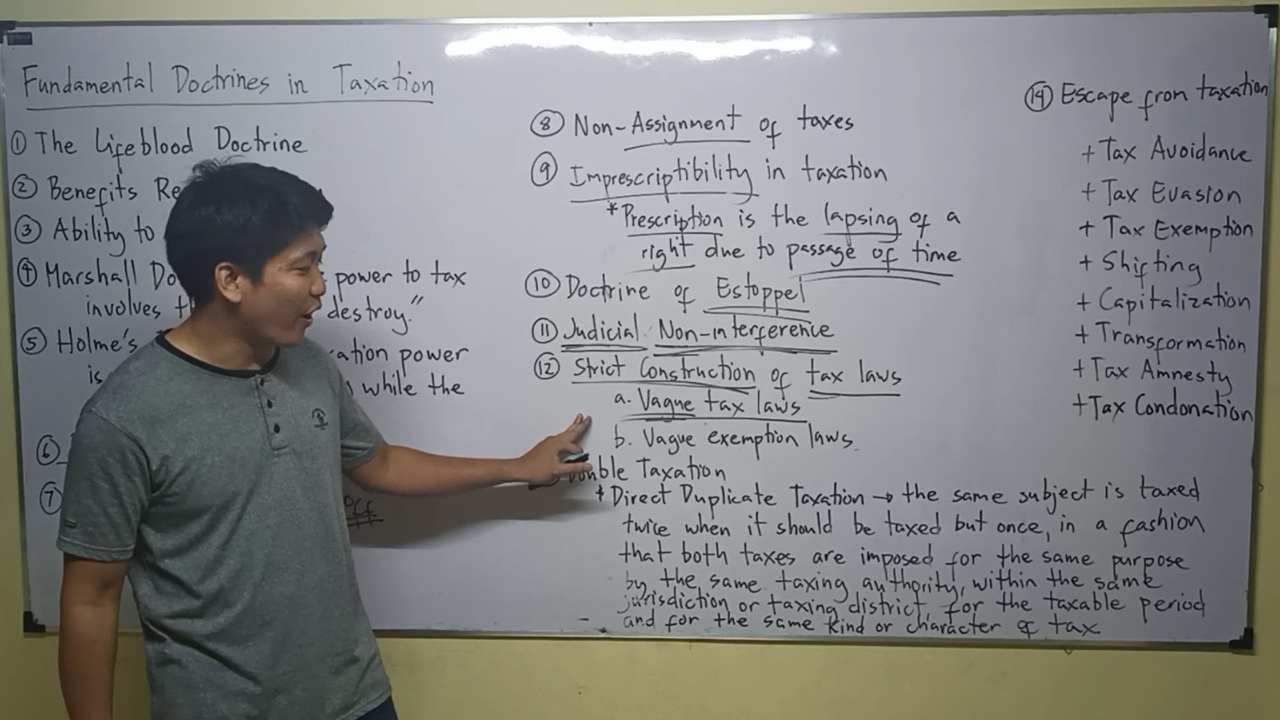 Fundamental Doctrines in Taxation
① The Lifeblood Doctrine
② Benefits Re
③ Ability to
④ Marshall Do power to tax
involves th destroy."
⑤ Holme's ation power
is while the
⑥
⑦ Off
⑧ Non-Assignment of taxes
⑨ Imprescriptibility in taxation
*Prescription is the lapsing of a
right due to passage of time
⑩ Doctrine of Estoppel
⑪ Judicial Non-interference
⑫ Strict Construction of tax laws
a. Vague tax laws
b. Vague exemption laws.
ouble Taxation
* Direct Duplicate Taxation → the same subject is taxed
twice when it should be taxed but once, in a fashion
that both taxes are imposed for the same purpose
by the same taxing authority, within the same
jurisdiction or taxing district, for the taxable period
and for the same kind or character of tax
⑭ Escape from taxation
+ Tax Avoidance
+ Tax Evasion
+ Tax Exemption
+ Shifting
+ Capitalization
+ Transformation
+ Tax Amnesty
+ Tax Condonation